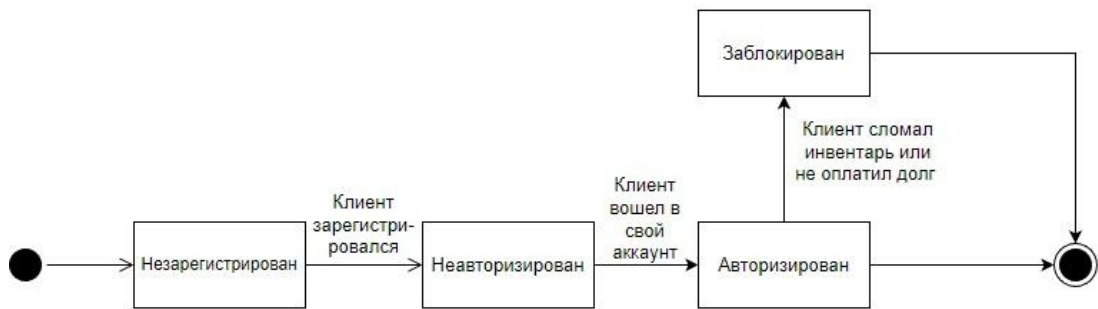 Заблокирован
Клиент сломал
инвентарь или
не оплатил долг
Клиент
зарегистри-
ровался
Клиент
вошел в
свой
аккаунт
Незарегистрирован
Неавторизирован
Авторизирован